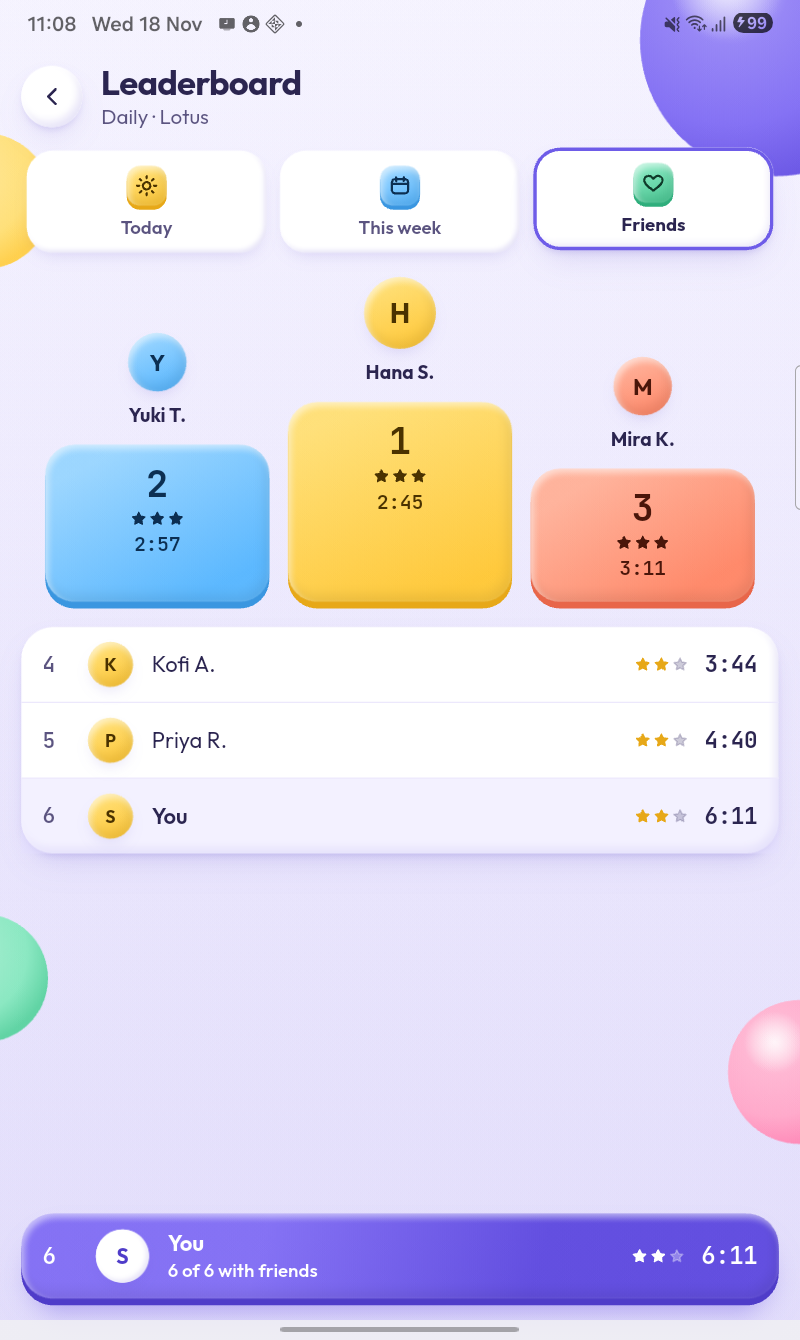 11:08 Wed 18 Nov 99
Leaderboard
Daily · Lotus
Today
This week
Friends
H
Hana S.
Y
Yuki T.
M
Mira K.
1
2:45
2
2:57
3
3:11
4 K Kofi A. 3:44
5 P Priya R. 4:40
6 S You 6:11
6 S You 6:11
6 of 6 with friends